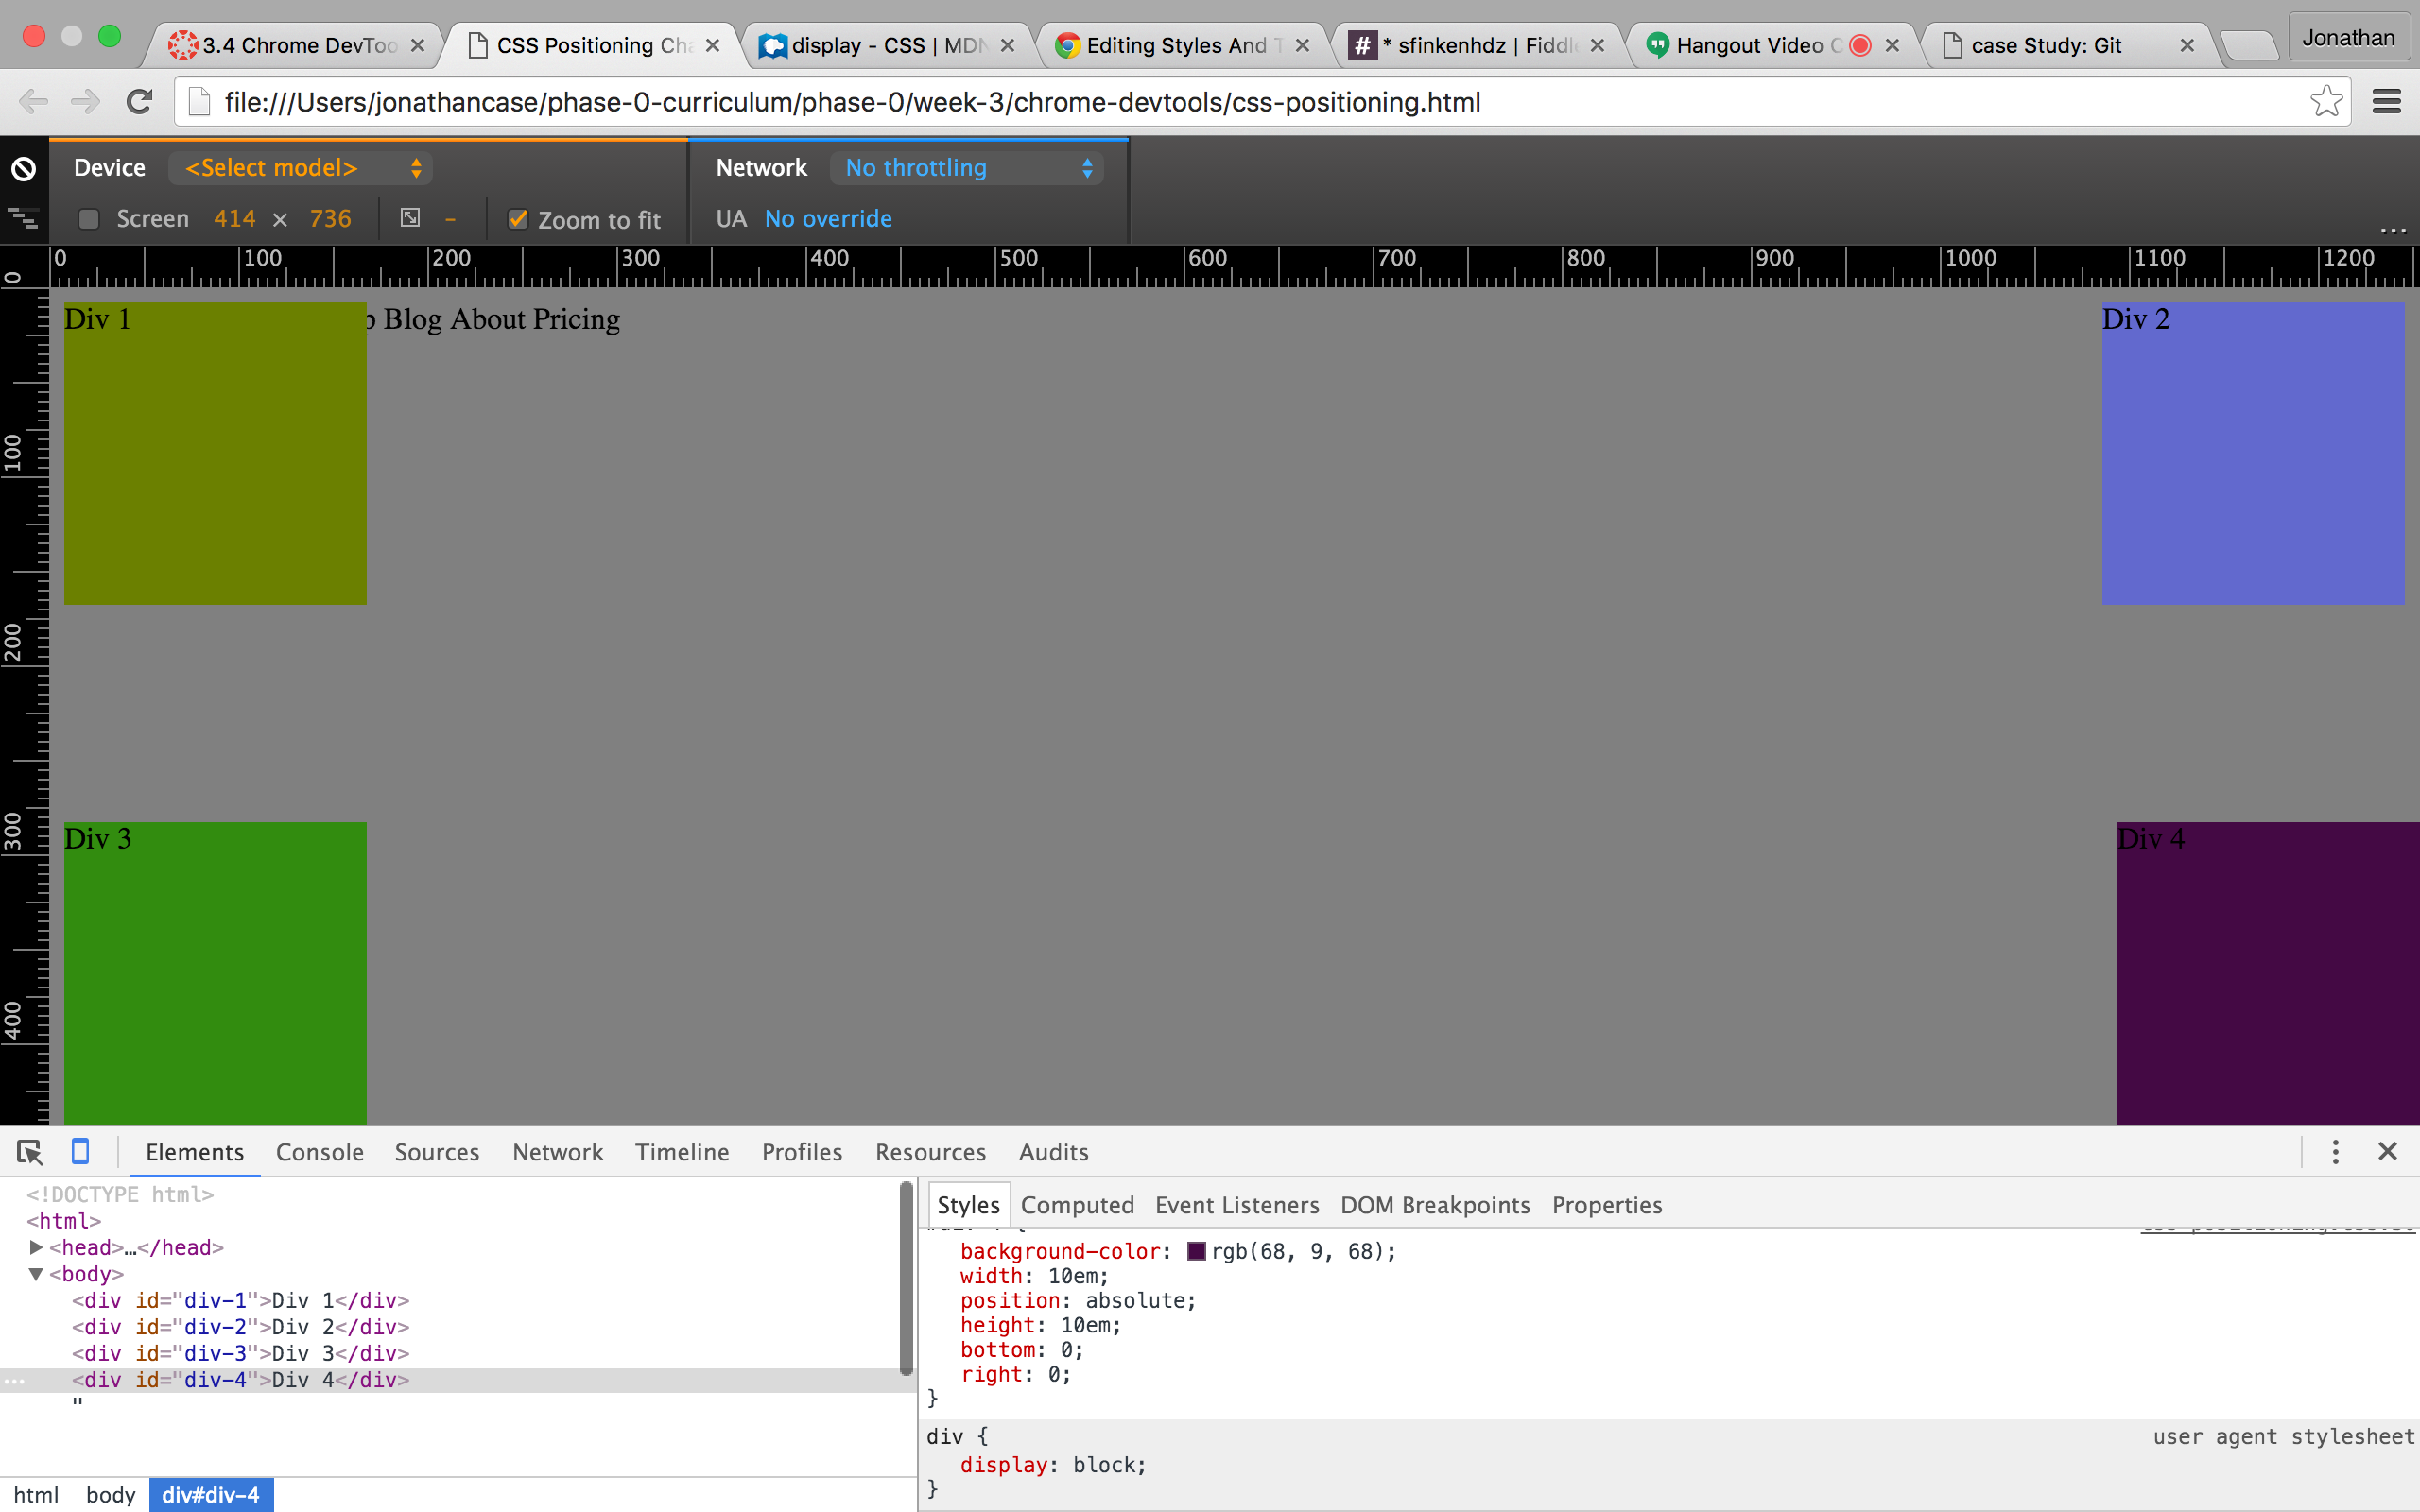 3.4 Chrome DevToo
CSS Positioning Cha
display - CSS | MDN
Editing Styles And T
* sfinkenhdz | Fiddle
Hangout Video C
case Study: Git
Jonathan
file:///Users/jonathancase/phase-0-curriculum/phase-0/week-3/chrome-devtools/css-positioning.html
Device <Select model>
Network No throttling
Screen 414 × 736 - Zoom to fit
UA No override
...
0 100 200 300 400 500 600 700 800 900 1000 1100 1200
0
100
200
300
400
Div 1
p Blog About Pricing
Div 2
Div 3
Div 4
Elements Console Sources Network Timeline Profiles Resources Audits
<!DOCTYPE html>
<html>
<head>…</head>
<body>
<div id="div-1">Div 1</div>
<div id="div-2">Div 2</div>
<div id="div-3">Div 3</div>
<div id="div-4">Div 4</div>
"
html body div#div-4
Styles Computed Event Listeners DOM Breakpoints Properties
background-color: rgb(68, 9, 68);
width: 10em;
position: absolute;
height: 10em;
bottom: 0;
right: 0;
}
div { user agent stylesheet
display: block;
}